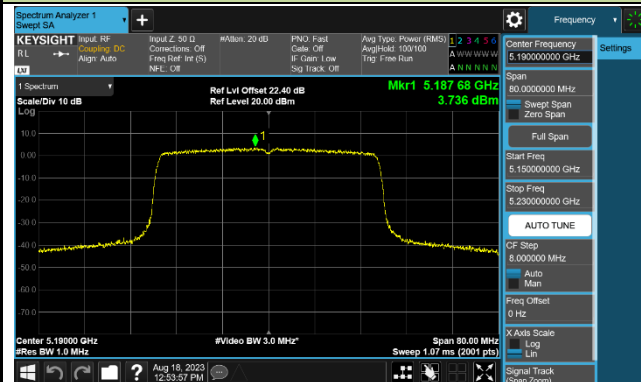 Spectrum Analyzer 1
Swept SA
+
Frequency
KEYSIGHT
RL
LXI
Input: RF
Coupling: DC
Align: Auto
Input Z: 50 Ω
Corrections: Off
Freq Ref: Int (S)
NFE: Off
#Atten: 20 dB
PNO: Fast
Gate: Off
IF Gain: Low
Sig Track: Off
Avg Type: Power (RMS)
Avg|Hold: 100/100
Trig: Free Run
1 2 3 4 5 6
A W W W W W
A N N N N N
1 Spectrum
Scale/Div 10 dB
Log
Ref Lvl Offset 22.40 dB
Ref Level 20.00 dBm
Mkr1 5.187 68 GHz
3.736 dBm
10.0
0.00
-10.0
-20.0
-30.0
-40.0
-50.0
-60.0
-70.0
1
Center 5.19000 GHz
#Res BW 1.0 MHz
#Video BW 3.0 MHz*
Span 80.00 MHz
Sweep 1.07 ms (2001 pts)
Aug 18, 2023
12:53:57 PM
Center Frequency
5.190000000 GHz
Settings
Span
80.0000000 MHz
Swept Span
Zero Span
Full Span
Start Freq
5.150000000 GHz
Stop Freq
5.230000000 GHz
AUTO TUNE
CF Step
8.000000 MHz
Auto
Man
Freq Offset
0 Hz
X Axis Scale
Log
Lin
Signal Track
(Span Zoom)